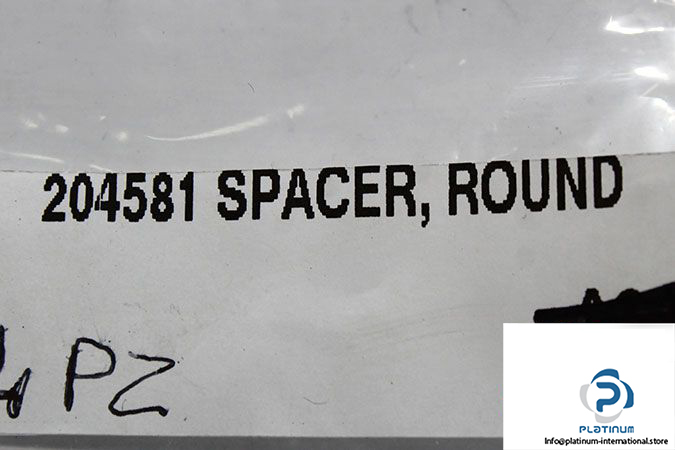 204581 SPACER, ROUND
PZ
PLATINUM
Info@platinum-international.store